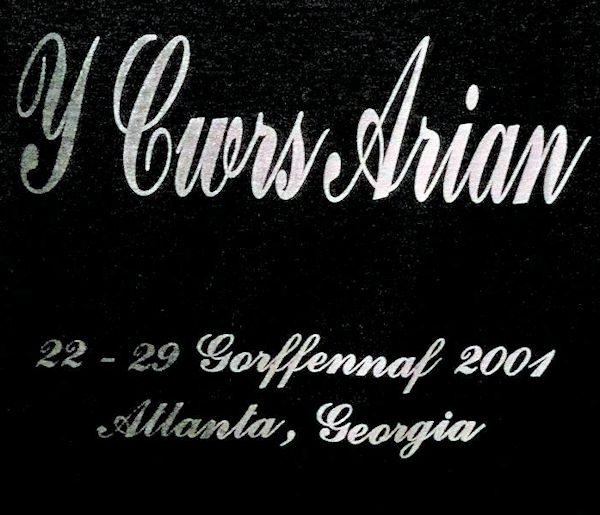 Y Cwrs Arian
22 - 29 Gorffennaf 2001
Atlanta, Georgia